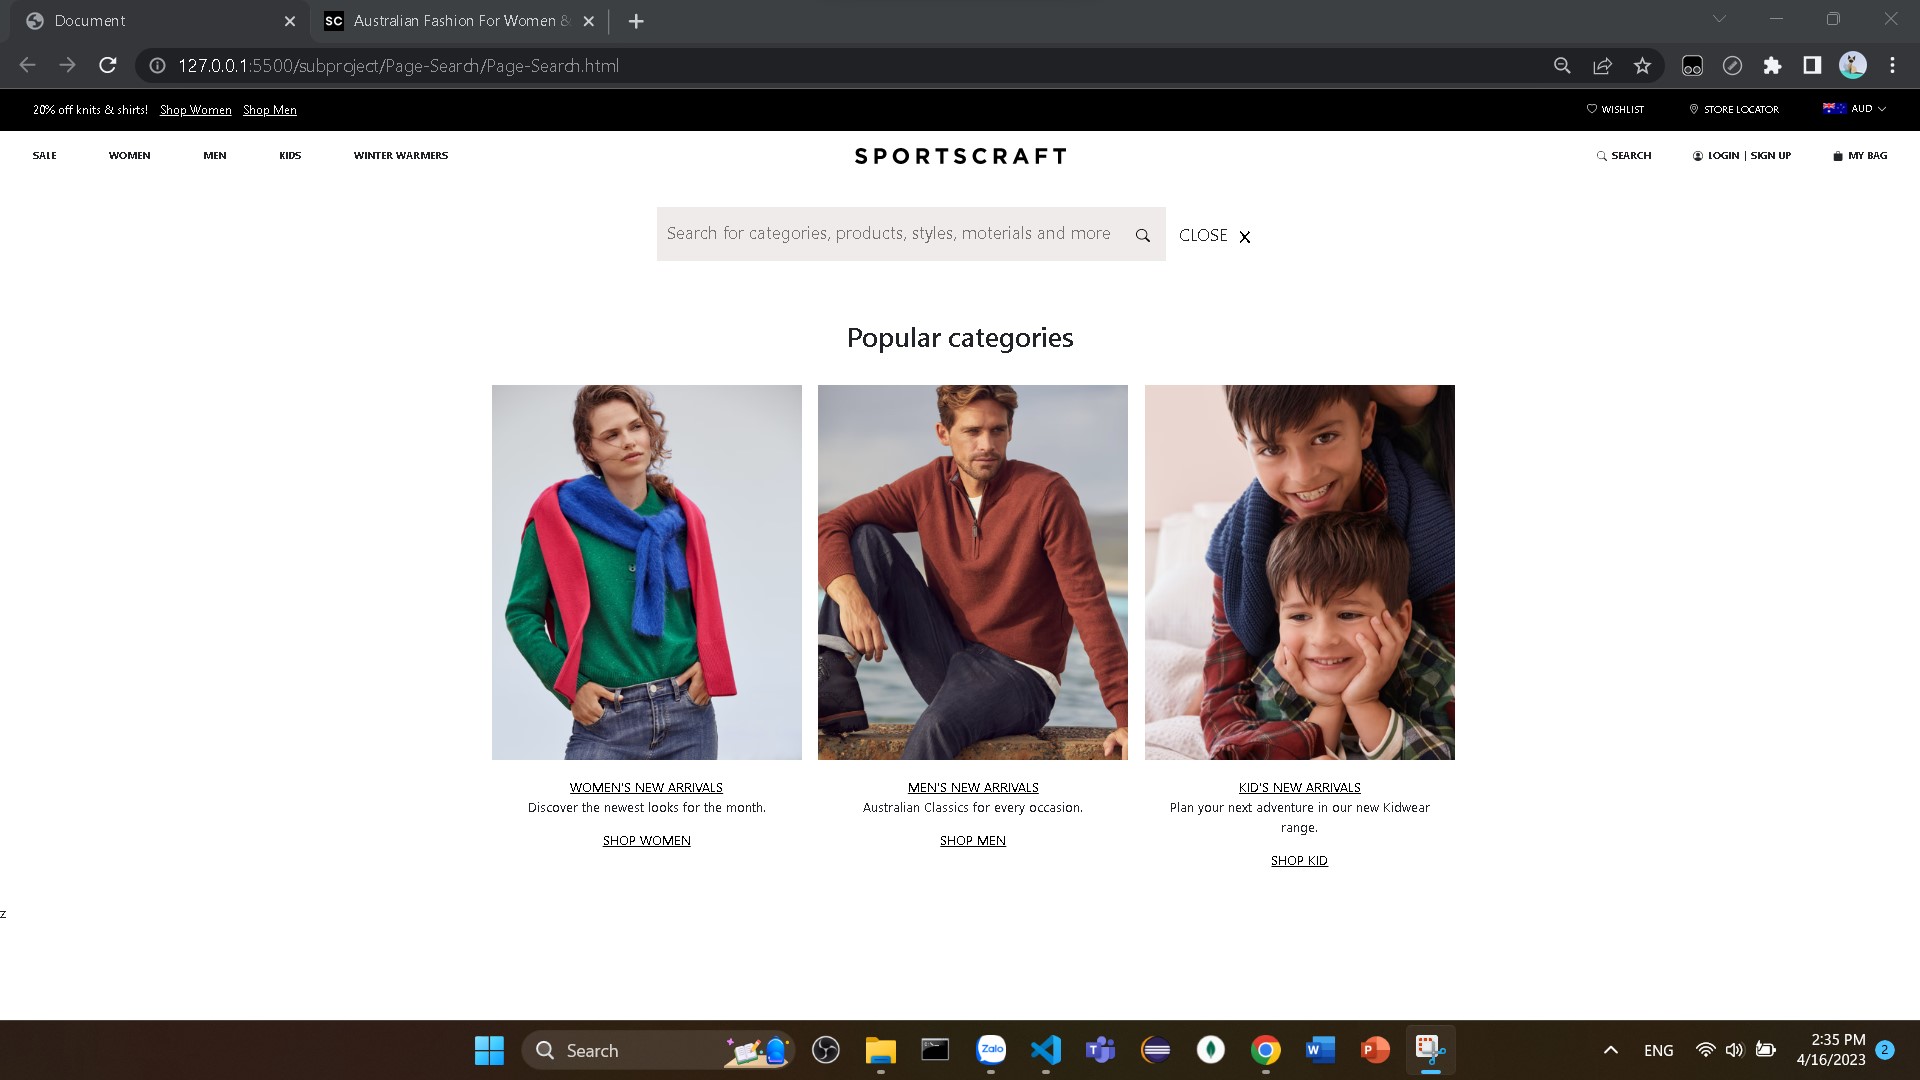 Document
SC Australian Fashion For Women &
127.0.0.1:5500/subproject/Page-Search/Page-Search.html
20% off knits & shirts! Shop Women Shop Men
WISHLIST STORE LOCATOR AUD
SALE WOMEN MEN KIDS WINTER WARMERS
SPORTSCRAFT
SEARCH LOGIN | SIGN UP MY BAG
Search for categories, products, styles, moterials and more
CLOSE X
Popular categories
WOMEN'S NEW ARRIVALS
Discover the newest looks for the month.
SHOP WOMEN
MEN'S NEW ARRIVALS
Australian Classics for every occasion.
SHOP MEN
KID'S NEW ARRIVALS
Plan your next adventure in our new Kidwear
range.
SHOP KID
z
Search
Zalo
ENG
2:35 PM
4/16/2023
2